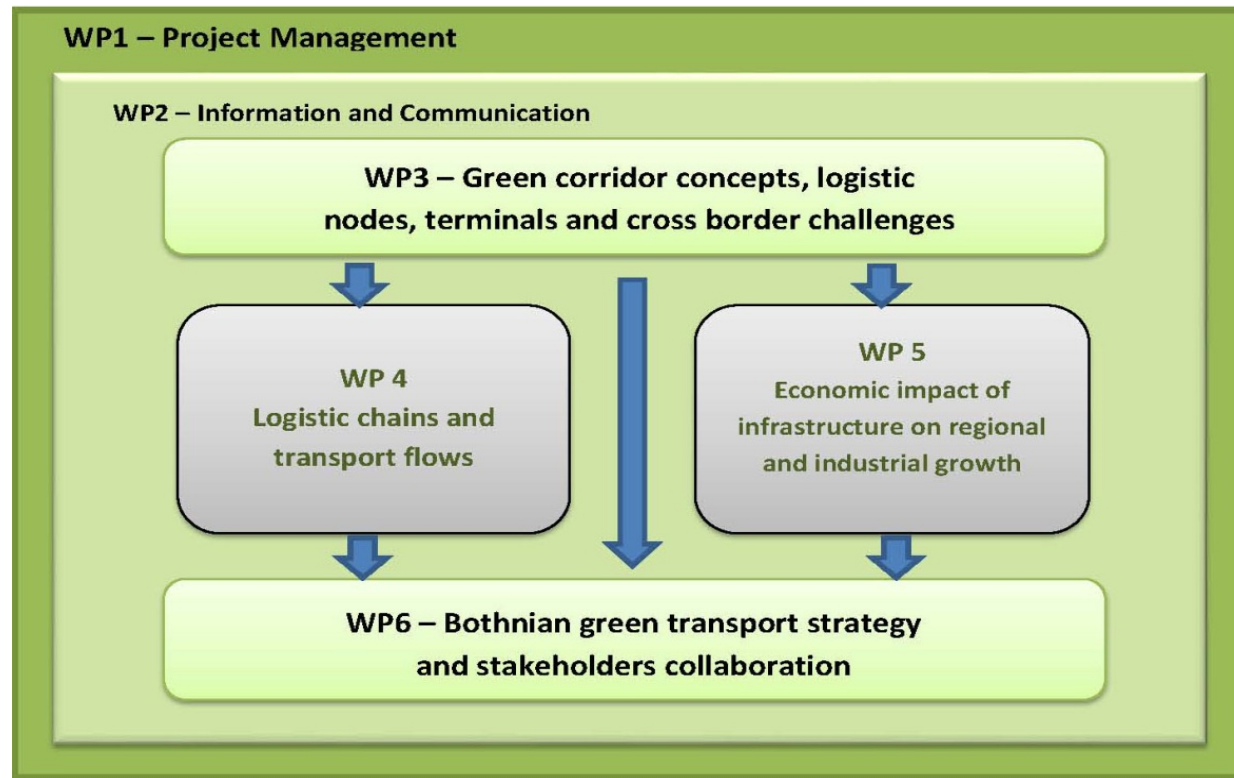 WP1 – Project Management
WP2 – Information and Communication
WP3 – Green corridor concepts, logistic
nodes, terminals and cross border challenges
WP 4
Logistic chains and
transport flows
WP 5
Economic impact of
infrastructure on regional
and industrial growth
WP6 – Bothnian green transport strategy
and stakeholders collaboration